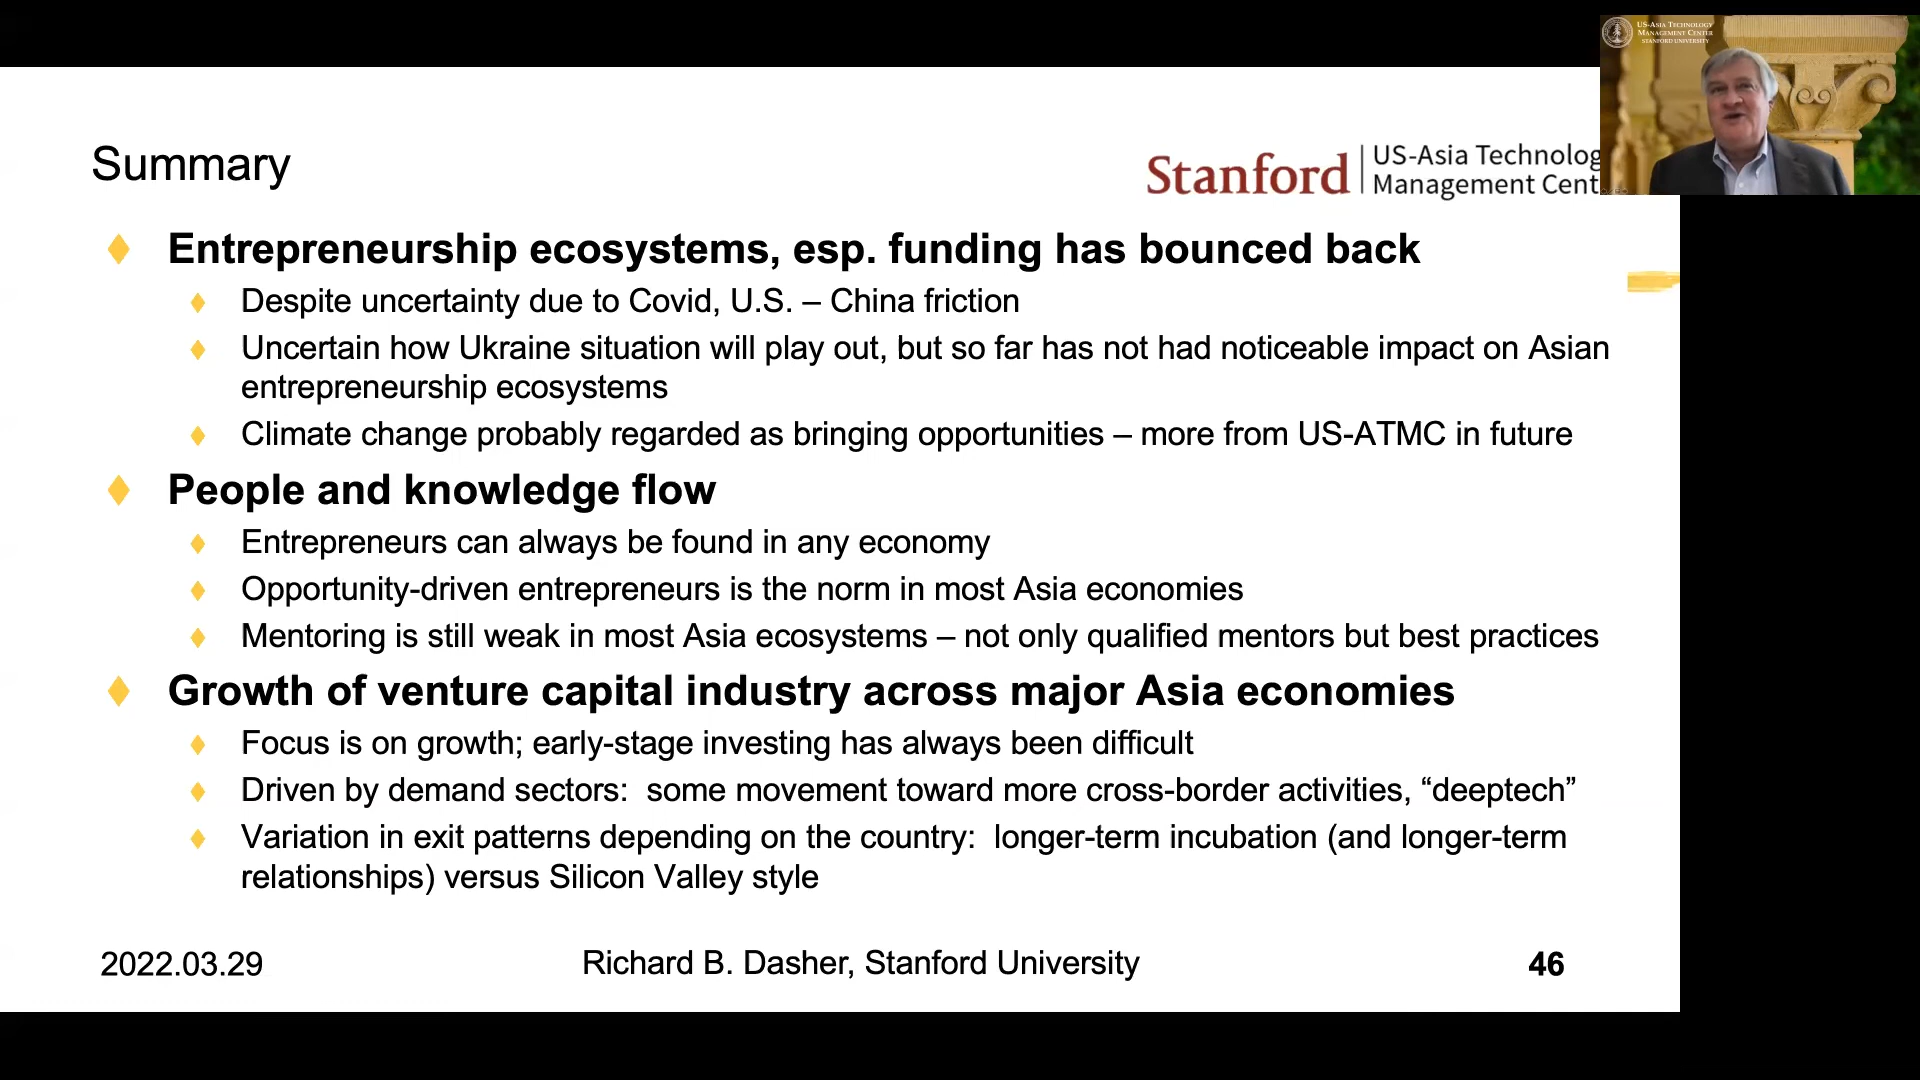 US-ASIA TECHNOLOGY
MANAGEMENT CENTER
STANFORD UNIVERSITY
Summary
Stanford
US-Asia Technolog
Management Cent
Entrepreneurship ecosystems, esp. funding has bounced back
Despite uncertainty due to Covid, U.S. – China friction
Uncertain how Ukraine situation will play out, but so far has not had noticeable impact on Asian
entrepreneurship ecosystems
Climate change probably regarded as bringing opportunities – more from US-ATMC in future
People and knowledge flow
Entrepreneurs can always be found in any economy
Opportunity-driven entrepreneurs is the norm in most Asia economies
Mentoring is still weak in most Asia ecosystems – not only qualified mentors but best practices
Growth of venture capital industry across major Asia economies
Focus is on growth; early-stage investing has always been difficult
Driven by demand sectors:  some movement toward more cross-border activities, “deeptech”
Variation in exit patterns depending on the country:  longer-term incubation (and longer-term
relationships) versus Silicon Valley style
2022.03.29
Richard B. Dasher, Stanford University
46